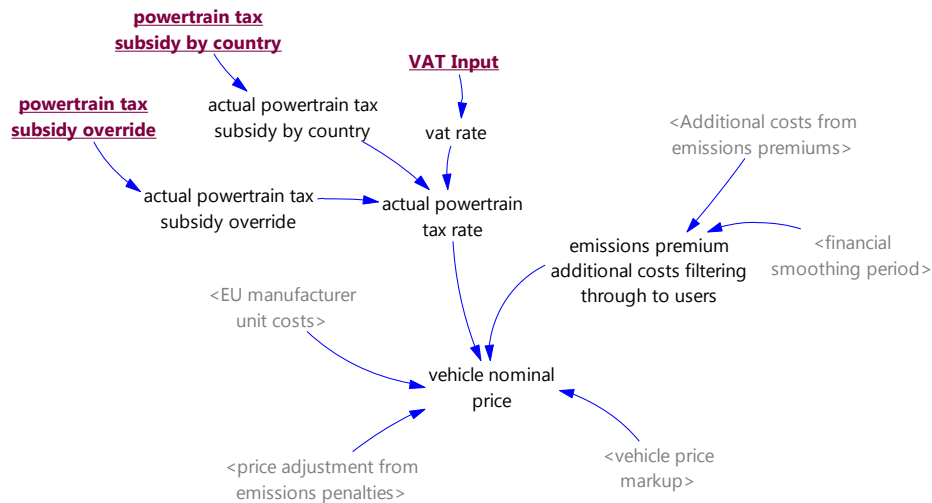 powertrain tax
subsidy by country
VAT Input
powertrain tax
subsidy override
actual powertrain tax
subsidy by country
vat rate
<Additional costs from
emissions premiums>
actual powertrain tax
subsidy override
actual powertrain
tax rate
emissions premium
additional costs filtering
through to users
<financial
smoothing period>
<EU manufacturer
unit costs>
vehicle nominal
price
<price adjustment from
emissions penalties>
<vehicle price
markup>